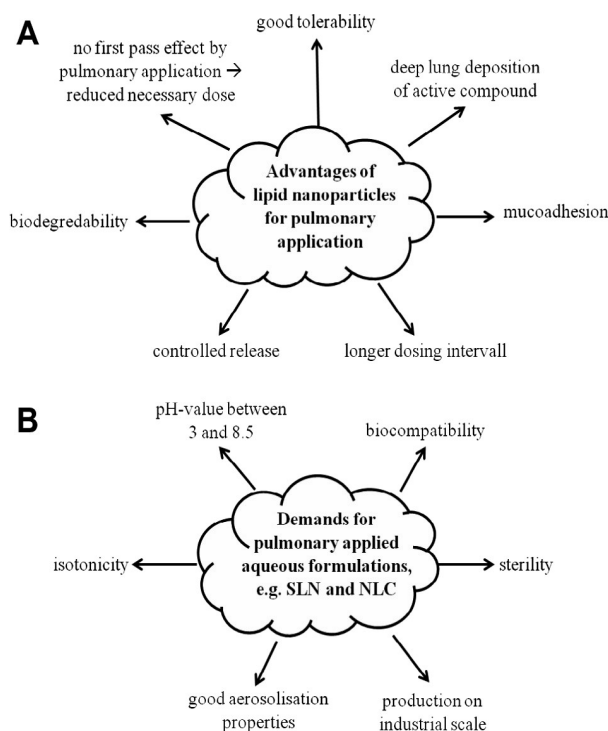 A
good tolerability
no first pass effect by
pulmonary application →
reduced necessary dose
deep lung deposition
of active compound
Advantages of
lipid nanoparticles
for pulmonary
application
biodegredability
mucoadhesion
controlled release
longer dosing intervall
B
pH-value between
3 and 8.5
biocompatibility
Demands for
pulmonary applied
aqueous formulations,
e.g. SLN and NLC
isotonicity
sterility
good aerosolisation
properties
production on
industrial scale